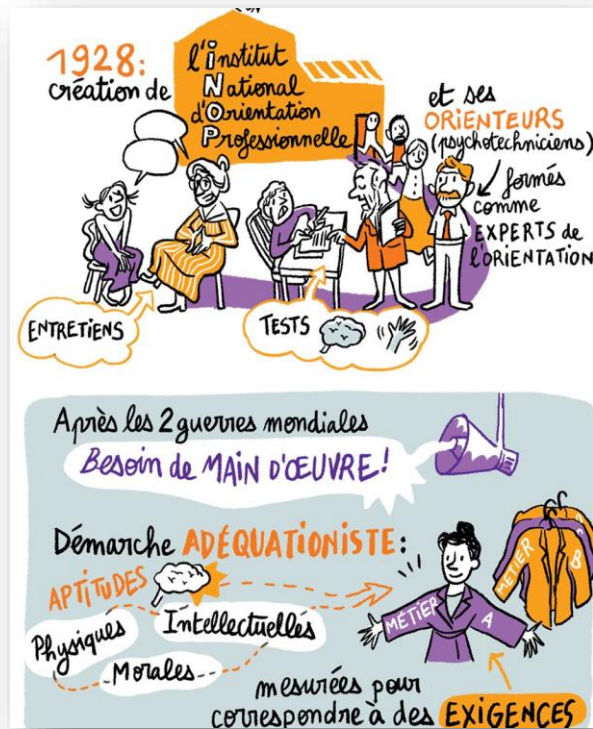 1928:
création de
l'institut
National
d'Orientation
Professionnelle
et ses
ORIENTEURS
(psychotechniciens)
formés
comme
EXPERTS de
l'ORIENTATION
ENTRETIENS
TESTS
Après les 2 guerres mondiales
Besoin de MAIN D'ŒUVRE!
Démarche ADÉQUATIONISTE:
APTITUDES
Physiques
Intellectuelles
Morales
MÉTIER A
MÉTIER B
mesurées pour
correspondre à des EXIGENCES